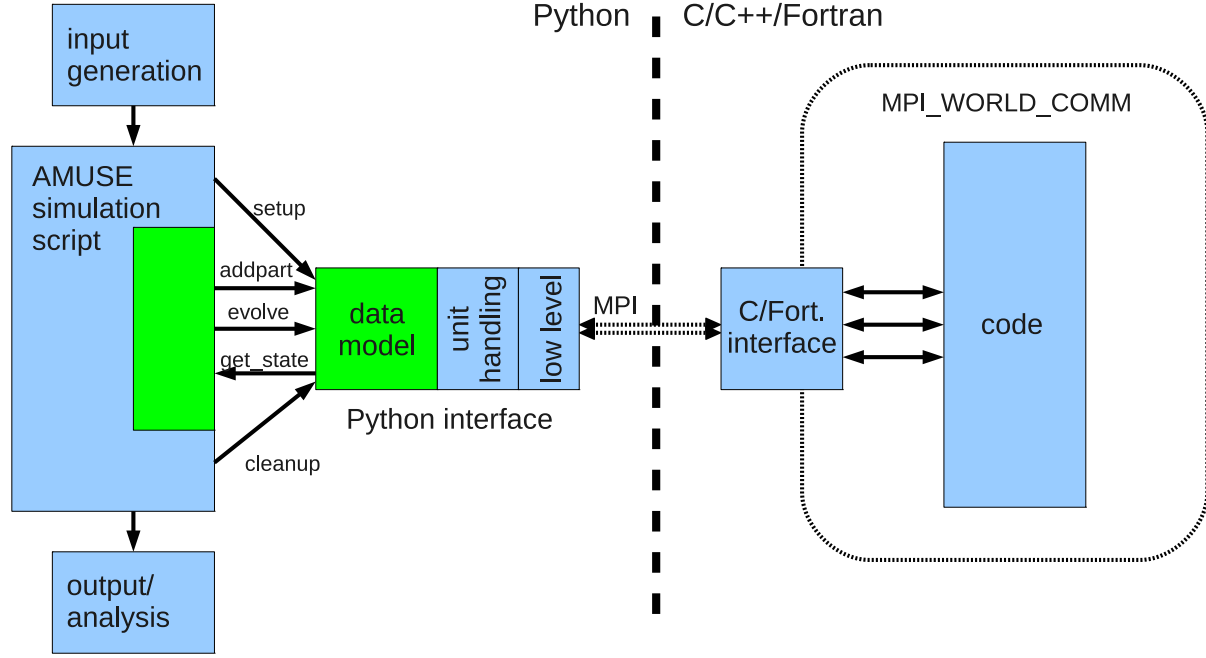 Python
C/C++/Fortran
input
generation
MPI_WORLD_COMM
AMUSE
simulation
script
setup
addpart
evolve
get_state
cleanup
data
model
unit
handling
low level
Python interface
MPI
C/Fort.
interface
code
output/
analysis